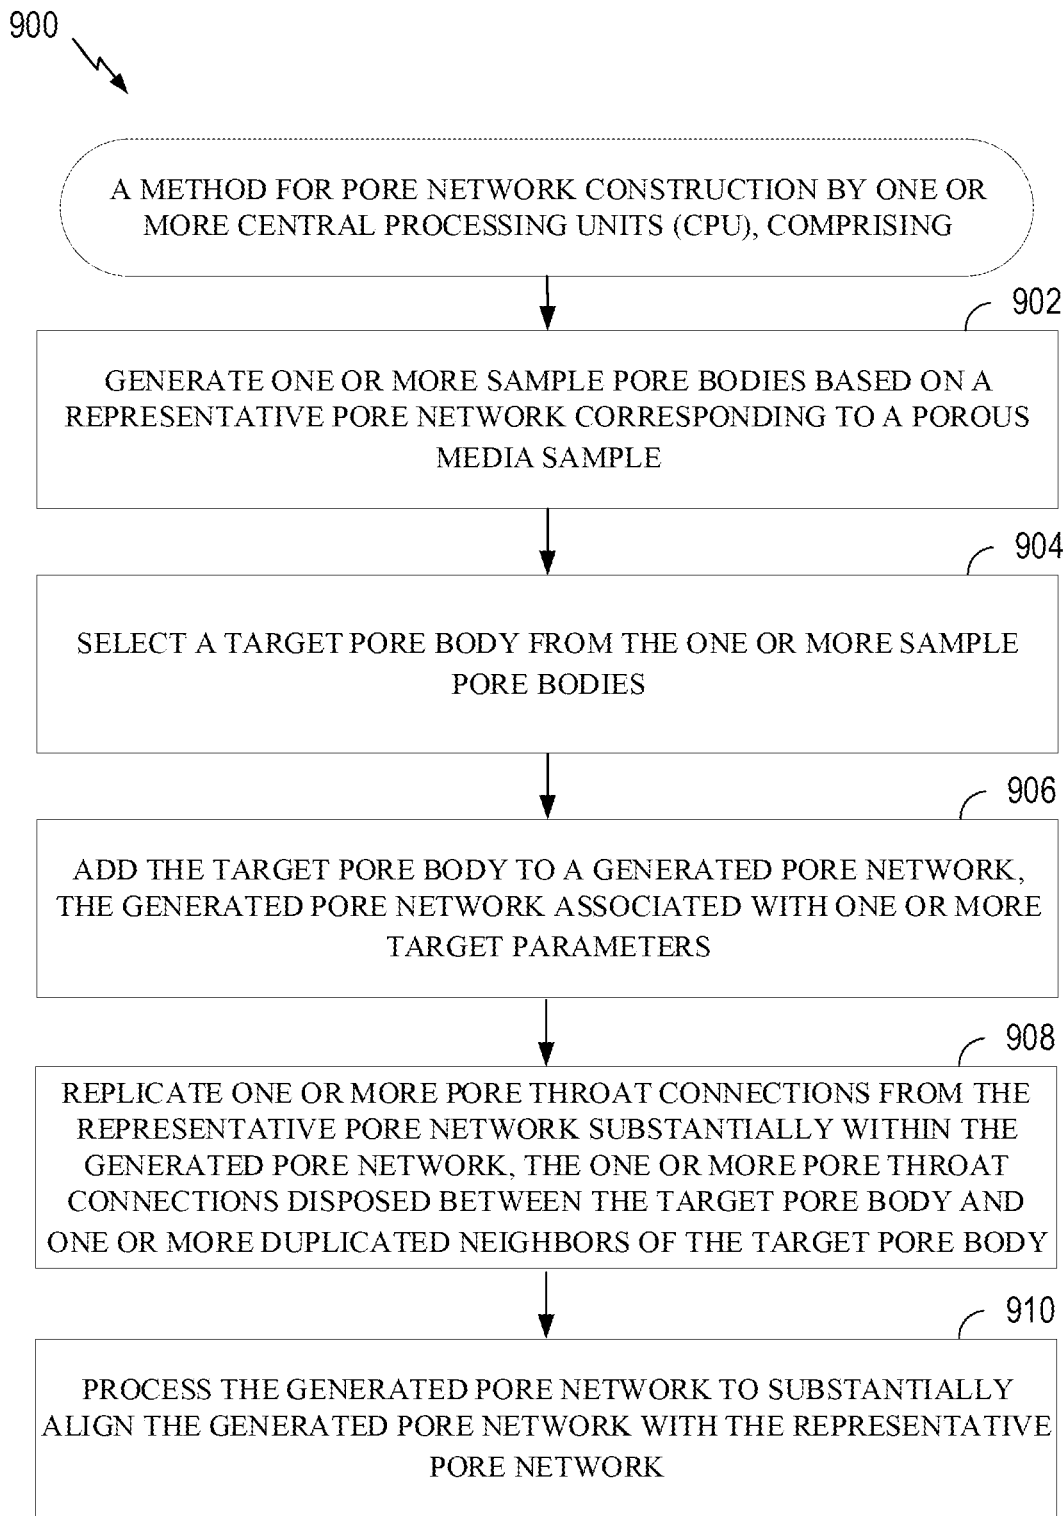 900
A METHOD FOR PORE NETWORK CONSTRUCTION BY ONE OR
MORE CENTRAL PROCESSING UNITS (CPU), COMPRISING
902
GENERATE ONE OR MORE SAMPLE PORE BODIES BASED ON A
REPRESENTATIVE PORE NETWORK CORRESPONDING TO A POROUS
MEDIA SAMPLE
904
SELECT A TARGET PORE BODY FROM THE ONE OR MORE SAMPLE
PORE BODIES
906
ADD THE TARGET PORE BODY TO A GENERATED PORE NETWORK,
THE GENERATED PORE NETWORK ASSOCIATED WITH ONE OR MORE
TARGET PARAMETERS
908
REPLICATE ONE OR MORE PORE THROAT CONNECTIONS FROM THE
REPRESENTATIVE PORE NETWORK SUBSTANTIALLY WITHIN THE
GENERATED PORE NETWORK, THE ONE OR MORE PORE THROAT
CONNECTIONS DISPOSED BETWEEN THE TARGET PORE BODY AND
ONE OR MORE DUPLICATED NEIGHBORS OF THE TARGET PORE BODY
910
PROCESS THE GENERATED PORE NETWORK TO SUBSTANTIALLY
ALIGN THE GENERATED PORE NETWORK WITH THE REPRESENTATIVE
PORE NETWORK